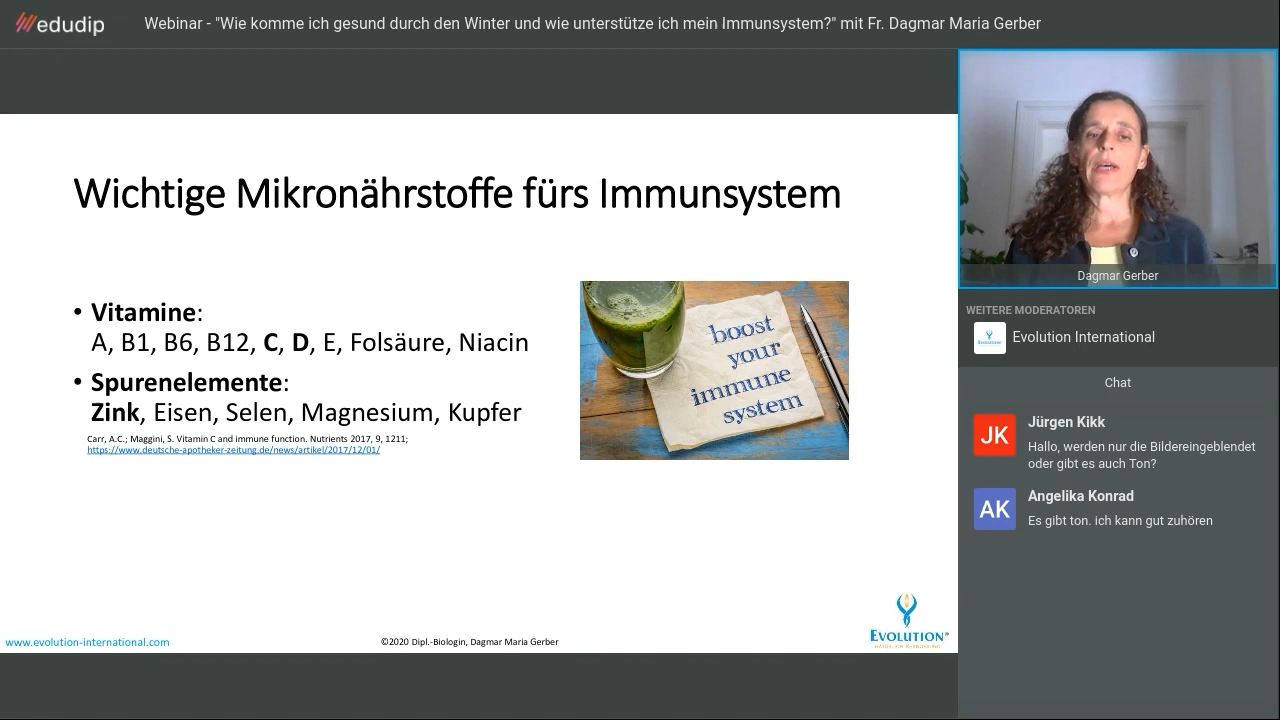 edudip
Webinar - "Wie komme ich gesund durch den Winter und wie unterstütze ich mein Immunsystem?" mit Fr. Dagmar Maria Gerber
Wichtige Mikronährstoffe fürs Immunsystem
• Vitamine:
A, B1, B6, B12, C, D, E, Folsäure, Niacin
• Spurenelemente:
Zink, Eisen, Selen, Magnesium, Kupfer
Carr, A.C.; Maggini, S. Vitamin C and immune function. Nutrients 2017, 9, 1211;
https://www.deutsche-apotheker-zeitung.de/news/artikel/2017/12/01/
boost
your
immune
system
www.evolution-international.com
©2020 Dipl.-Biologin, Dagmar Maria Gerber
EVOLUTION®
Dagmar Gerber
WEITERE MODERATOREN
Evolution International
Chat
JK
Jürgen Kikk
Hallo, werden nur die Bildereingeblendet
oder gibt es auch Ton?
AK
Angelika Konrad
Es gibt ton. ich kann gut zuhören